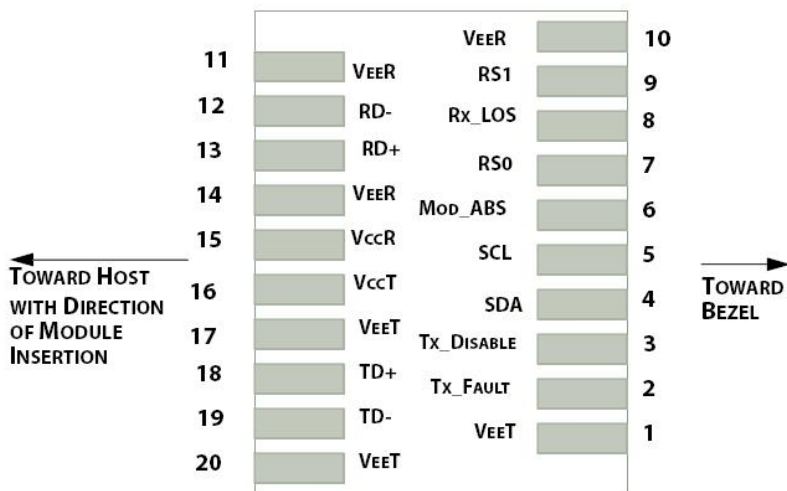 11 VEER
12 RD-
13 RD+
14 VEER
15 VCCR
16 VCCT
17 VEET
18 TD+
19 TD-
20 VEET
VEER 10
RS1 9
RX_LOS 8
RS0 7
MOD_ABS 6
SCL 5
SDA 4
TX_DISABLE 3
TX_FAULT 2
VEET 1
TOWARD HOST
WITH DIRECTION
OF MODULE
INSERTION
TOWARD
BEZEL